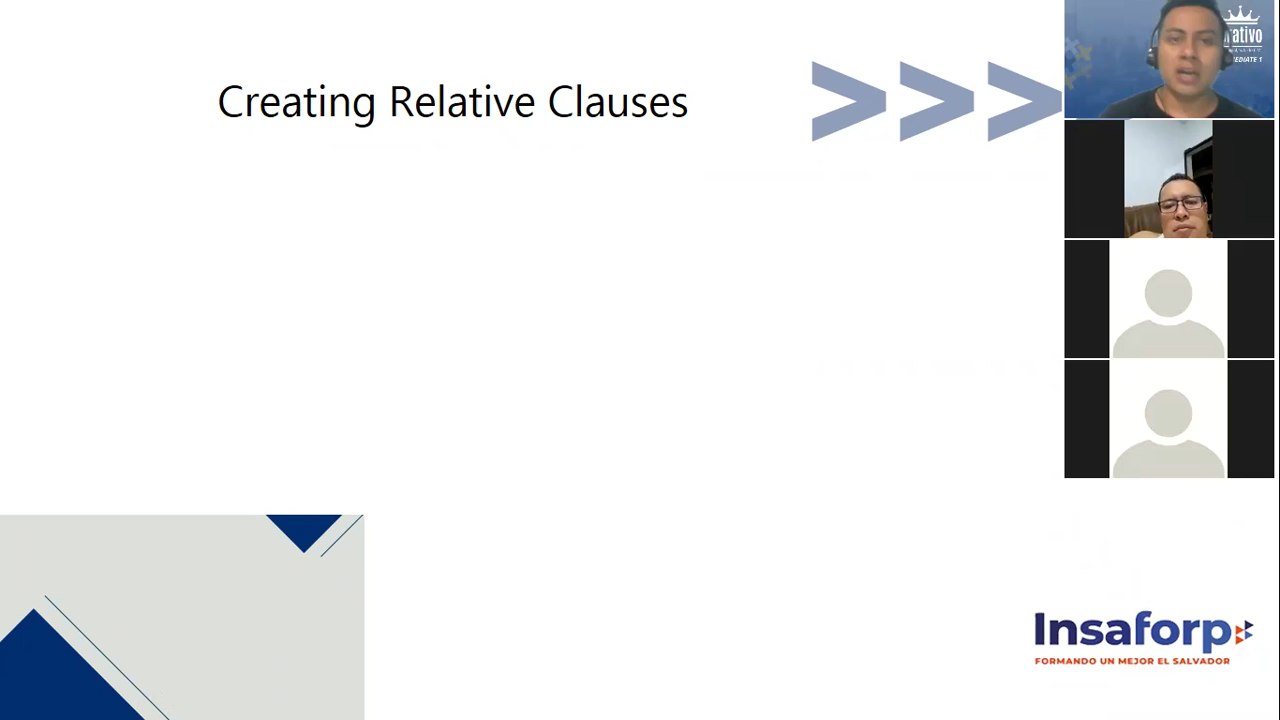 Creating Relative Clauses
>>>
Insaforp
FORMANDO UN MEJOR EL SALVADOR